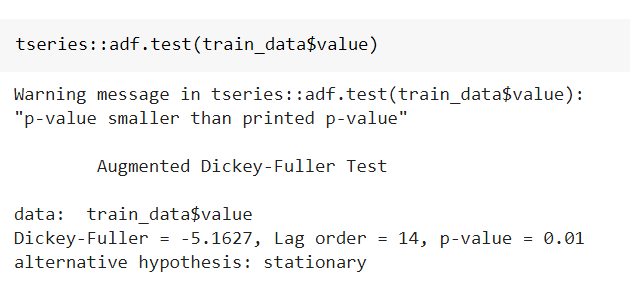 tseries::adf.test(train_data$value)
Warning message in tseries::adf.test(train_data$value):
"p-value smaller than printed p-value"
Augmented Dickey-Fuller Test
data:  train_data$value
Dickey-Fuller = -5.1627, Lag order = 14, p-value = 0.01
alternative hypothesis: stationary